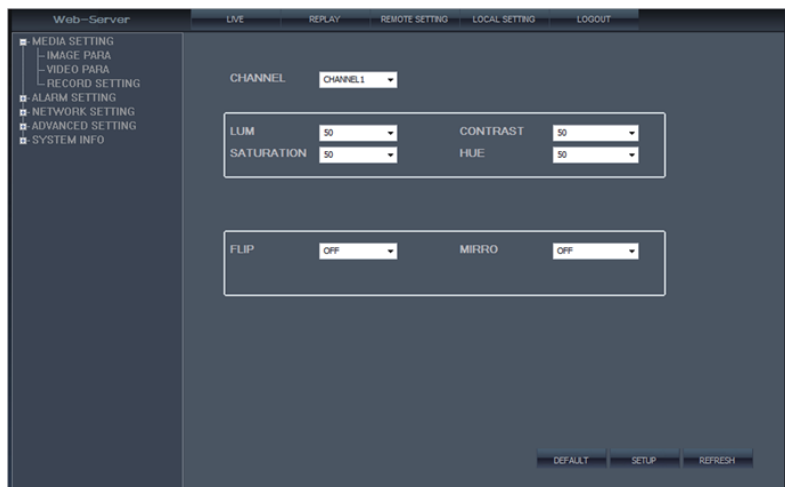 Web-Server LIVE REPLAY REMOTE SETTING LOCAL SETTING LOGOUT
MEDIA SETTING
IMAGE PARA
VIDEO PARA
RECORD SETTING
ALARM SETTING
NETWORK SETTING
ADVANCED SETTING
SYSTEM INFO
CHANNEL CHANNEL1
LUM 50 CONTRAST 50
SATURATION 50 HUE 50
FLIP OFF MIRRO OFF
DEFAULT SETUP REFRESH